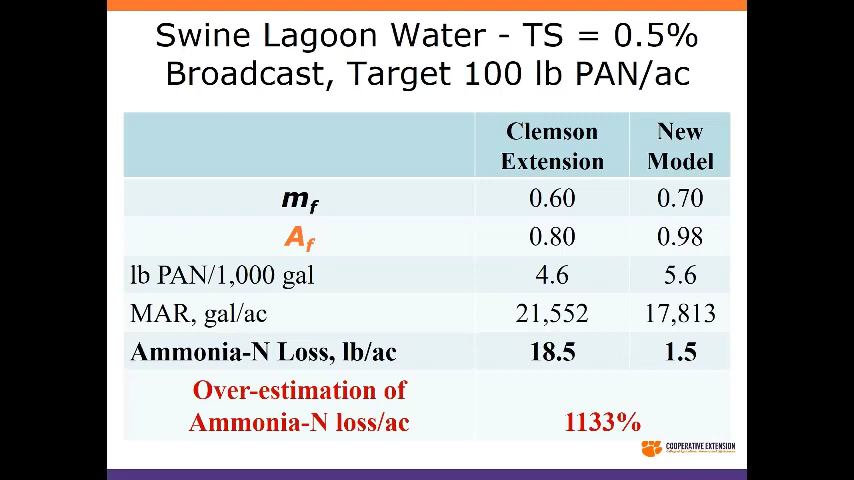 Swine Lagoon Water - TS = 0.5%
Broadcast, Target 100 lb PAN/ac
Clemson Extension New Model
mf 0.60 0.70
Af 0.80 0.98
lb PAN/1,000 gal 4.6 5.6
MAR, gal/ac 21,552 17,813
Ammonia-N Loss, lb/ac 18.5 1.5
Over-estimation of
Ammonia-N loss/ac 1133%
COOPERATIVE EXTENSION